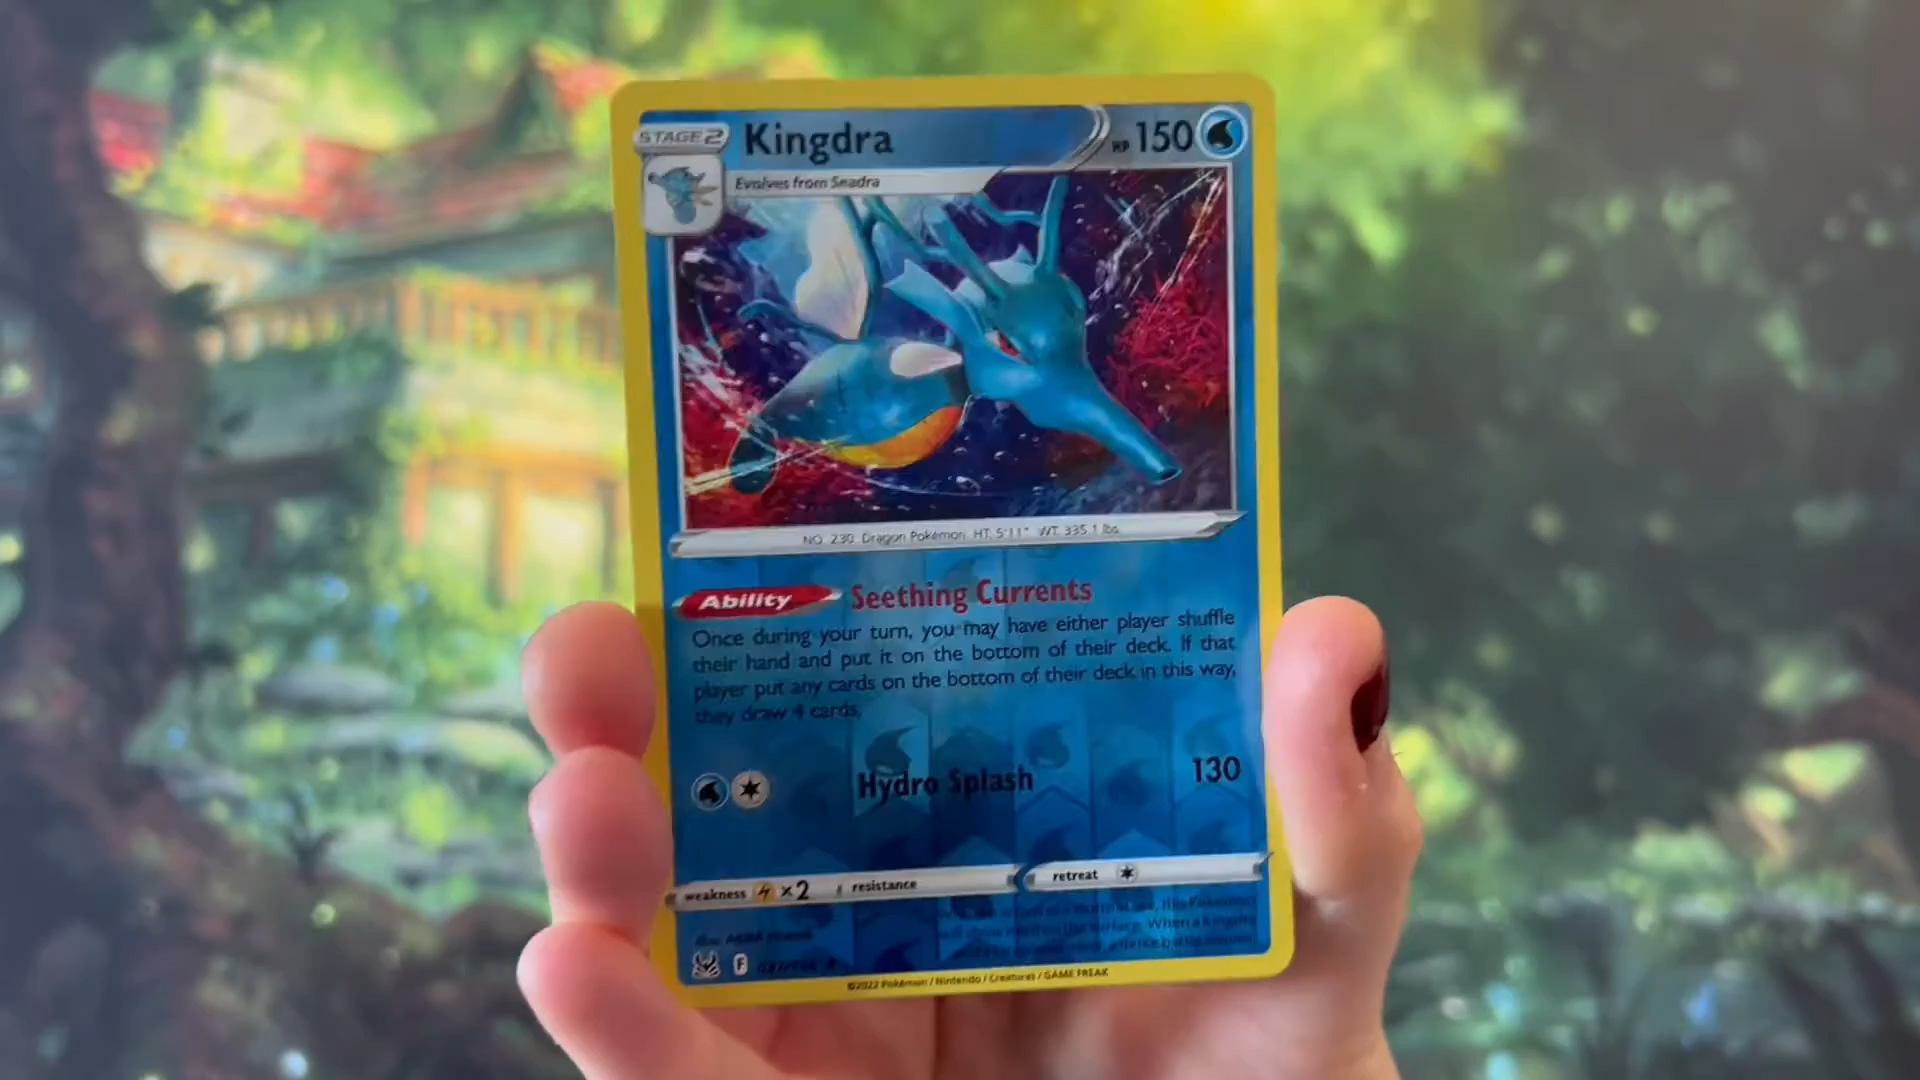 STAGE 2
Kingdra
HP 150
Evolves from Seadra
NO. 230 Dragon Pokémon HT: 5'11" WT: 335.1 lbs.
Ability Seething Currents
Once during your turn, you may have either player shuffle
their hand and put it on the bottom of their deck. If that
player put any cards on the bottom of their deck in this way,
they draw 4 cards.
Hydro Splash 130
weakness ×2 resistance retreat
Illus. AKIRA
F
©2022 Pokémon / Nintendo / Creatures / GAME FREAK